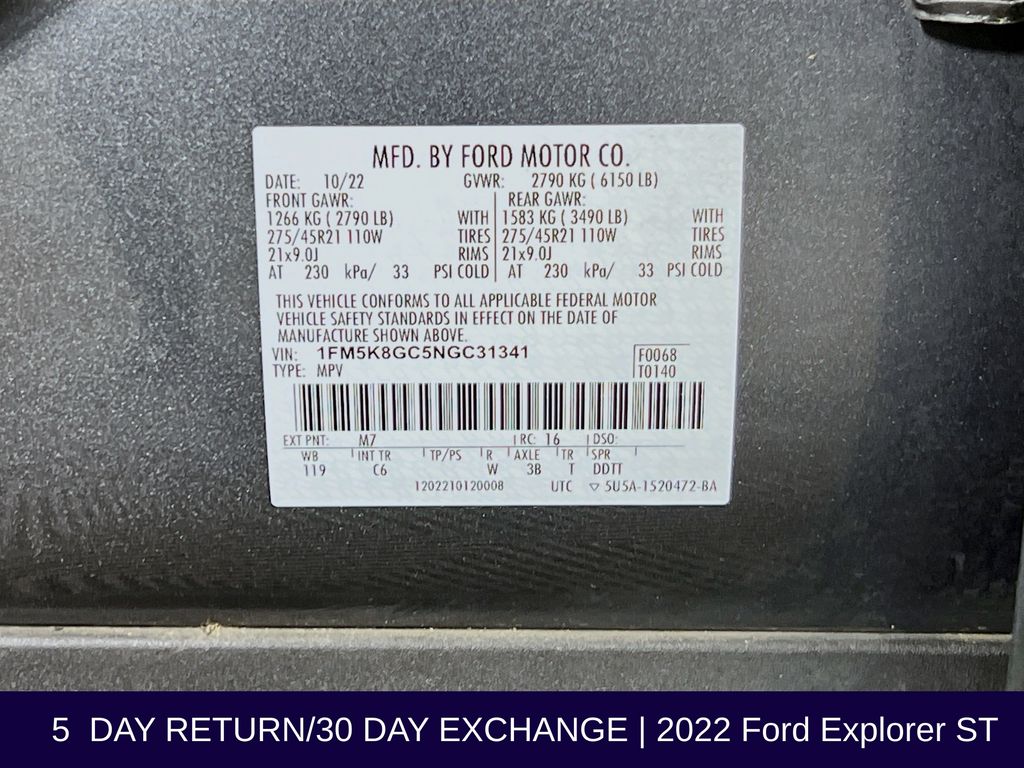 MFD. BY FORD MOTOR CO.
DATE: 10/22 GVWR: 2790 KG ( 6150 LB)
FRONT GAWR: REAR GAWR:
1266 KG ( 2790 LB) WITH 1583 KG ( 3490 LB) WITH
275/45R21 110W TIRES 275/45R21 110W TIRES
21x9.0J RIMS 21x9.0J RIMS
AT 230 kPa/ 33 PSI COLD AT 230 kPa/ 33 PSI COLD
THIS VEHICLE CONFORMS TO ALL APPLICABLE FEDERAL MOTOR
VEHICLE SAFETY STANDARDS IN EFFECT ON THE DATE OF
MANUFACTURE SHOWN ABOVE.
VIN: 1FM5K8GC5NGC31341 F0068
TYPE: MPV T0140
EXT PNT: M7 RC: 16 DSO:
WB INT TR TP/PS R AXLE TR SPR
119 C6 W 3B T DDTT
1202210120008 UTC ▽ 5U5A-1520472-BA
5 DAY RETURN/30 DAY EXCHANGE | 2022 Ford Explorer ST